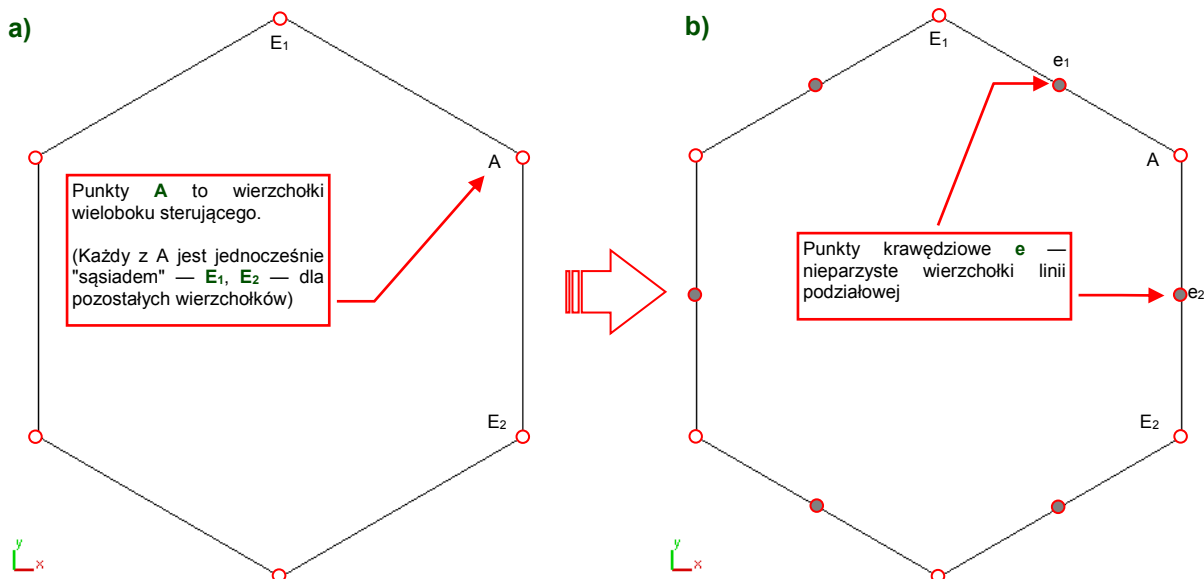 a)
E₁
A
Punkty A to wierzchołki
wieloboku sterującego.
(Każdy z A jest jednocześnie
"sąsiadem" — E₁, E₂ — dla
pozostałych wierzchołków)
E₂
y
x
b)
E₁
e₁
A
Punkty krawędziowe e —
nieparzyste wierzchołki linii
podziałowej
e₂
E₂
y
x